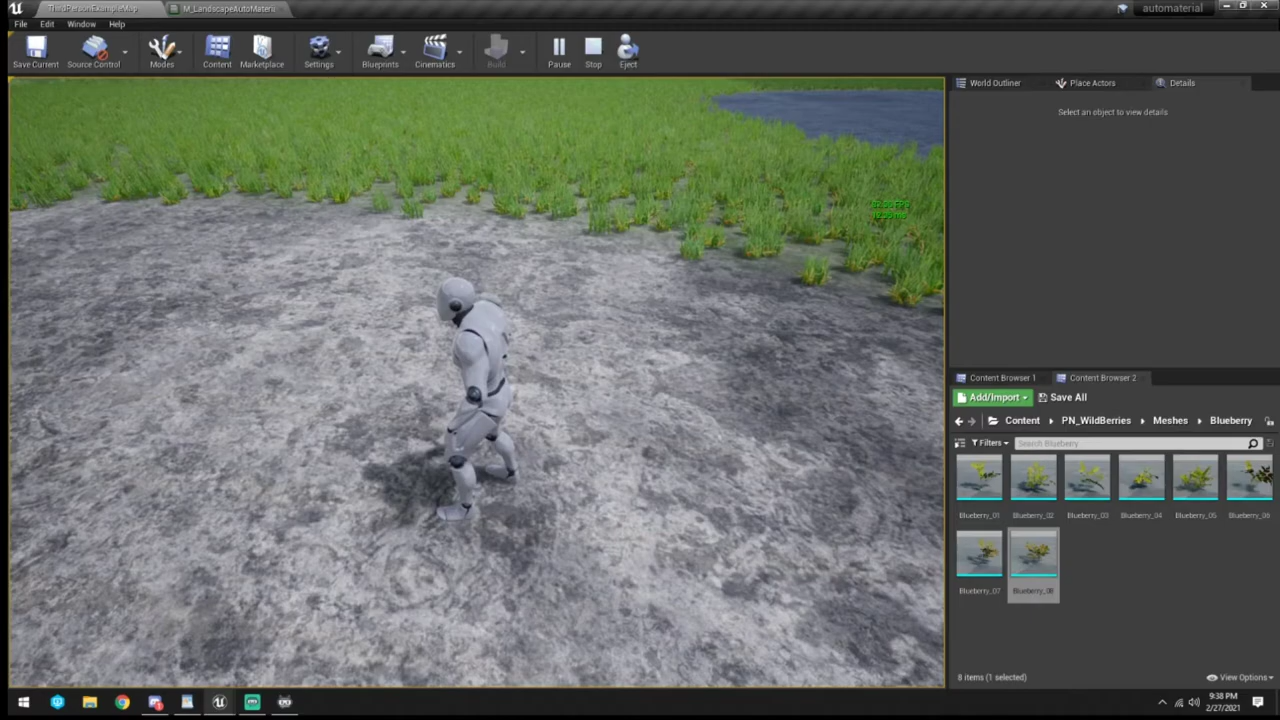 ThirdPersonExampleMap
M_LandscapeAutoMateria
automaterial
File Edit Window Help
Save Current
Source Control
Modes
Content
Marketplace
Settings
Blueprints
Cinematics
Build
Pause
Stop
Eject
World Outliner
Place Actors
Details
Select an object to view details
Content Browser 1
Content Browser 2
Add/Import
Save All
Content
PN_WildBerries
Meshes
Blueberry
Filters
Search Blueberry
Blueberry_01
Blueberry_02
Blueberry_03
Blueberry_04
Blueberry_05
Blueberry_06
Blueberry_07
Blueberry_08
8 items (1 selected)
View Options
9:38 PM
2/27/2021